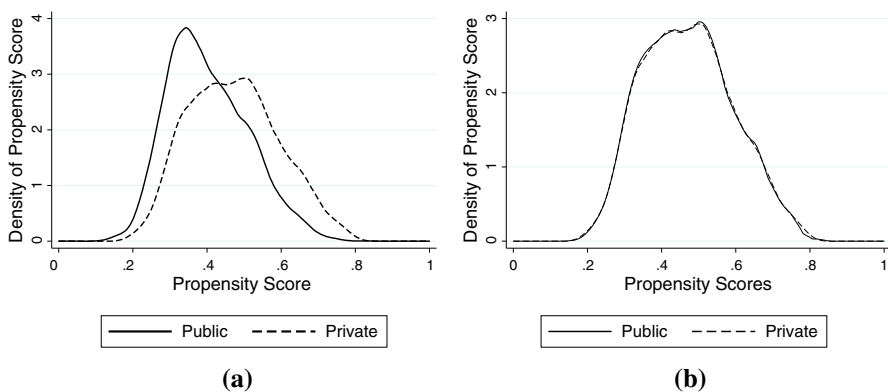 Density of Propensity Score
4
3
2
1
0
0 .2 .4 .6 .8 1
Propensity Score
Public Private
(a)
Density of Propensity Score
3
2
1
0
0 .2 .4 .6 .8 1
Propensity Scores
Public Private
(b)